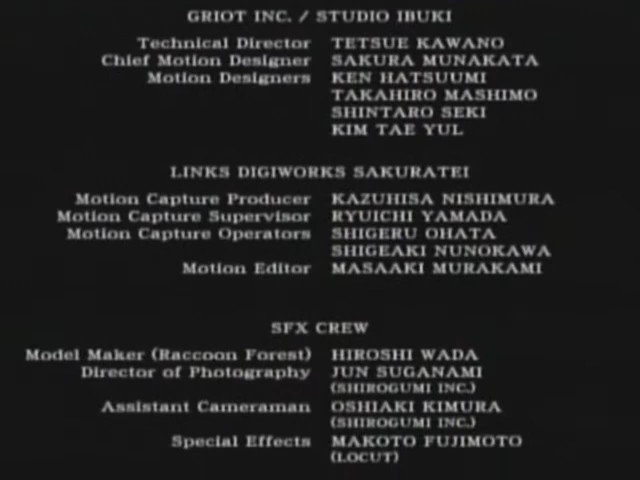 GRIOT INC. / STUDIO IBUKI
Technical Director TETSUE KAWANO
Chief Motion Designer SAKURA MUNAKATA
Motion Designers KEN HATSUUMI
TAKAHIRO MASHIMO
SHINTARO SEKI
KIM TAE YUL
LINKS DIGIWORKS SAKURATEI
Motion Capture Producer KAZUHISA NISHIMURA
Motion Capture Supervisor RYUICHI YAMADA
Motion Capture Operators SHIGERU OHATA
SHIGEAKI NUNOKAWA
Motion Editor MASAAKI MURAKAMI
SFX CREW
Model Maker (Raccoon Forest) HIROSHI WADA
Director of Photography JUN SUGANAMI
(SHIROGUMI INC.)
Assistant Cameraman OSHIAKI KIMURA
(SHIROGUMI INC.)
Special Effects MAKOTO FUJIMOTO
(LOCUT)